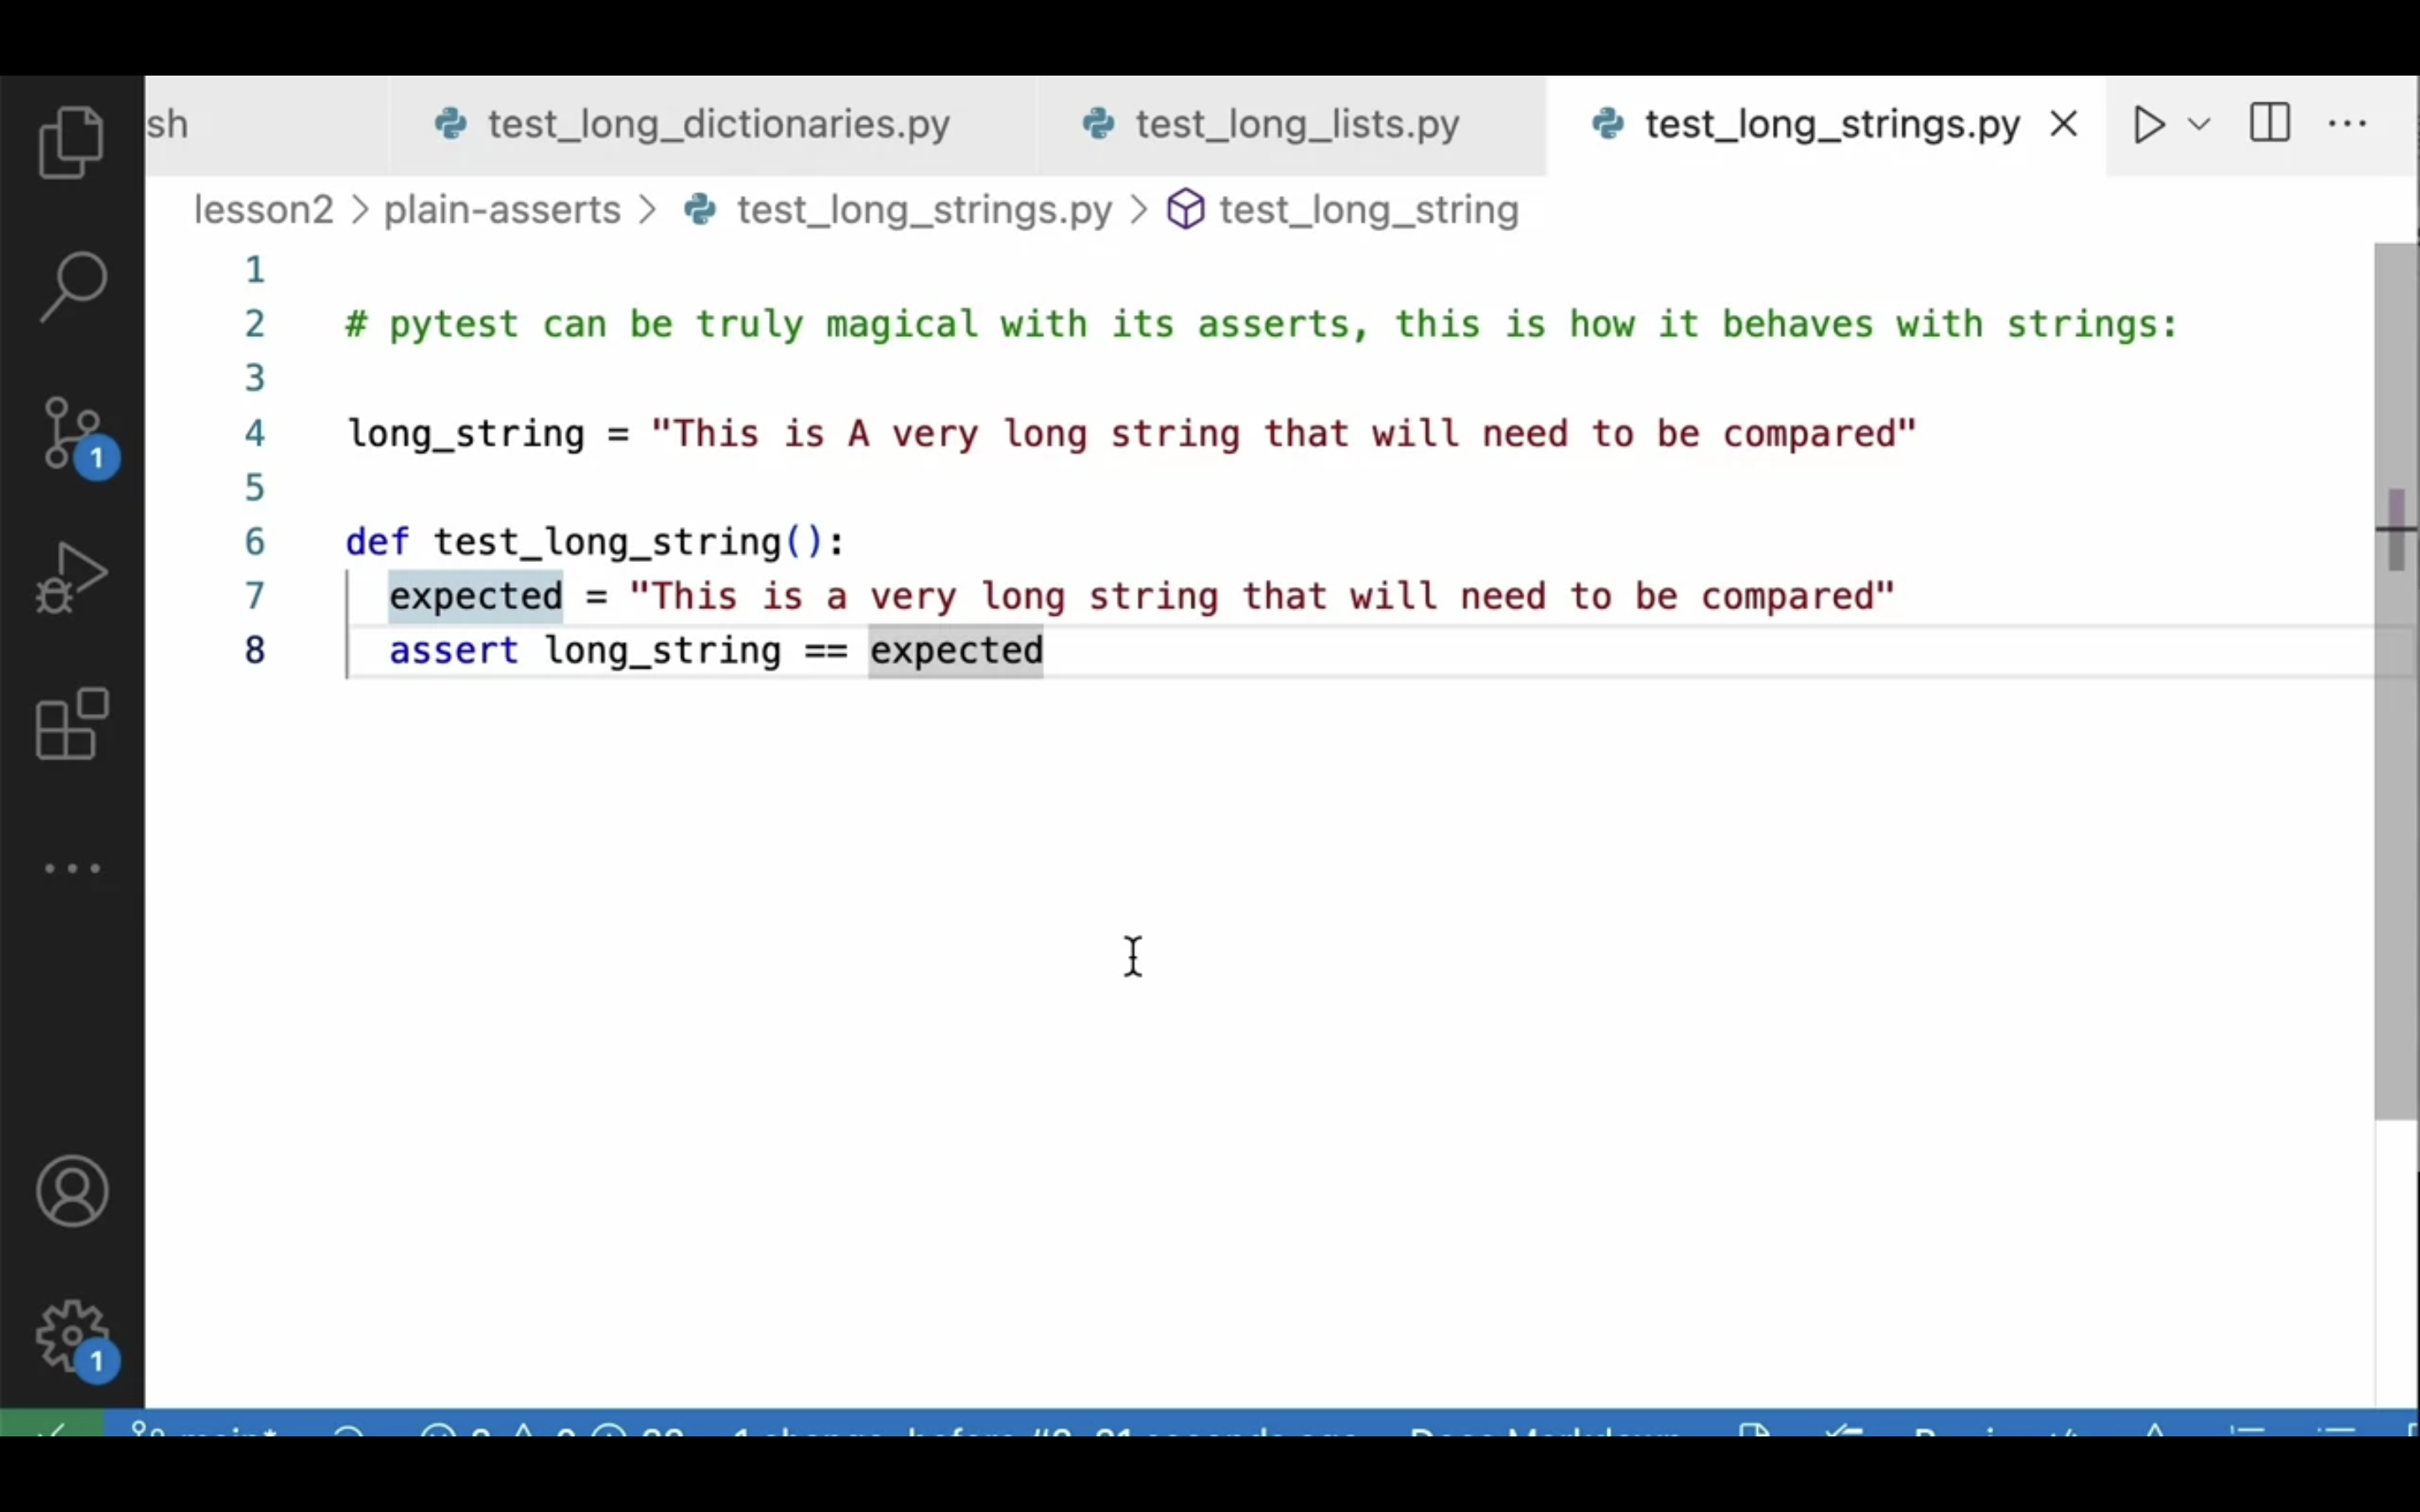 sh test_long_dictionaries.py test_long_lists.py test_long_strings.py
lesson2 > plain-asserts > test_long_strings.py > test_long_string
1
2 # pytest can be truly magical with its asserts, this is how it behaves with strings:
3
4 long_string = "This is A very long string that will need to be compared"
5
6 def test_long_string():
7 expected = "This is a very long string that will need to be compared"
8 assert long_string == expected
1
1